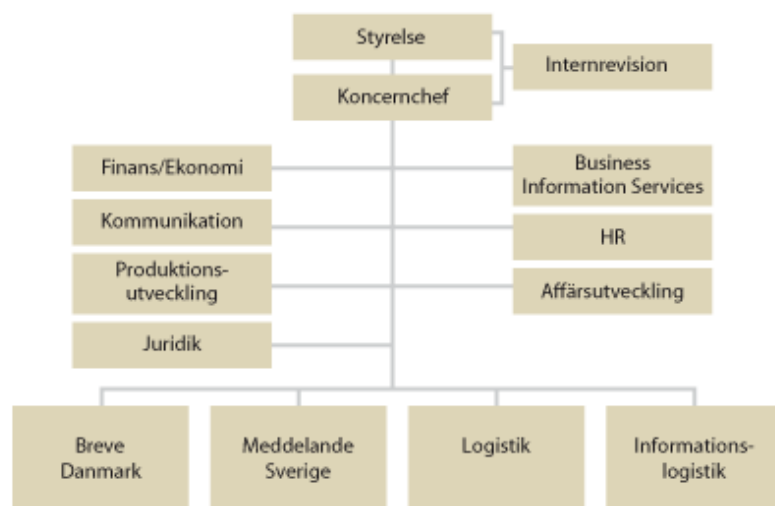 Styrelse
Internrevision
Koncernchef
Finans/Ekonomi
Business
Information Services
Kommunikation
HR
Produktions-
utveckling
Affärsutveckling
Juridik
Breve
Danmark
Meddelande
Sverige
Logistik
Informations-
logistik